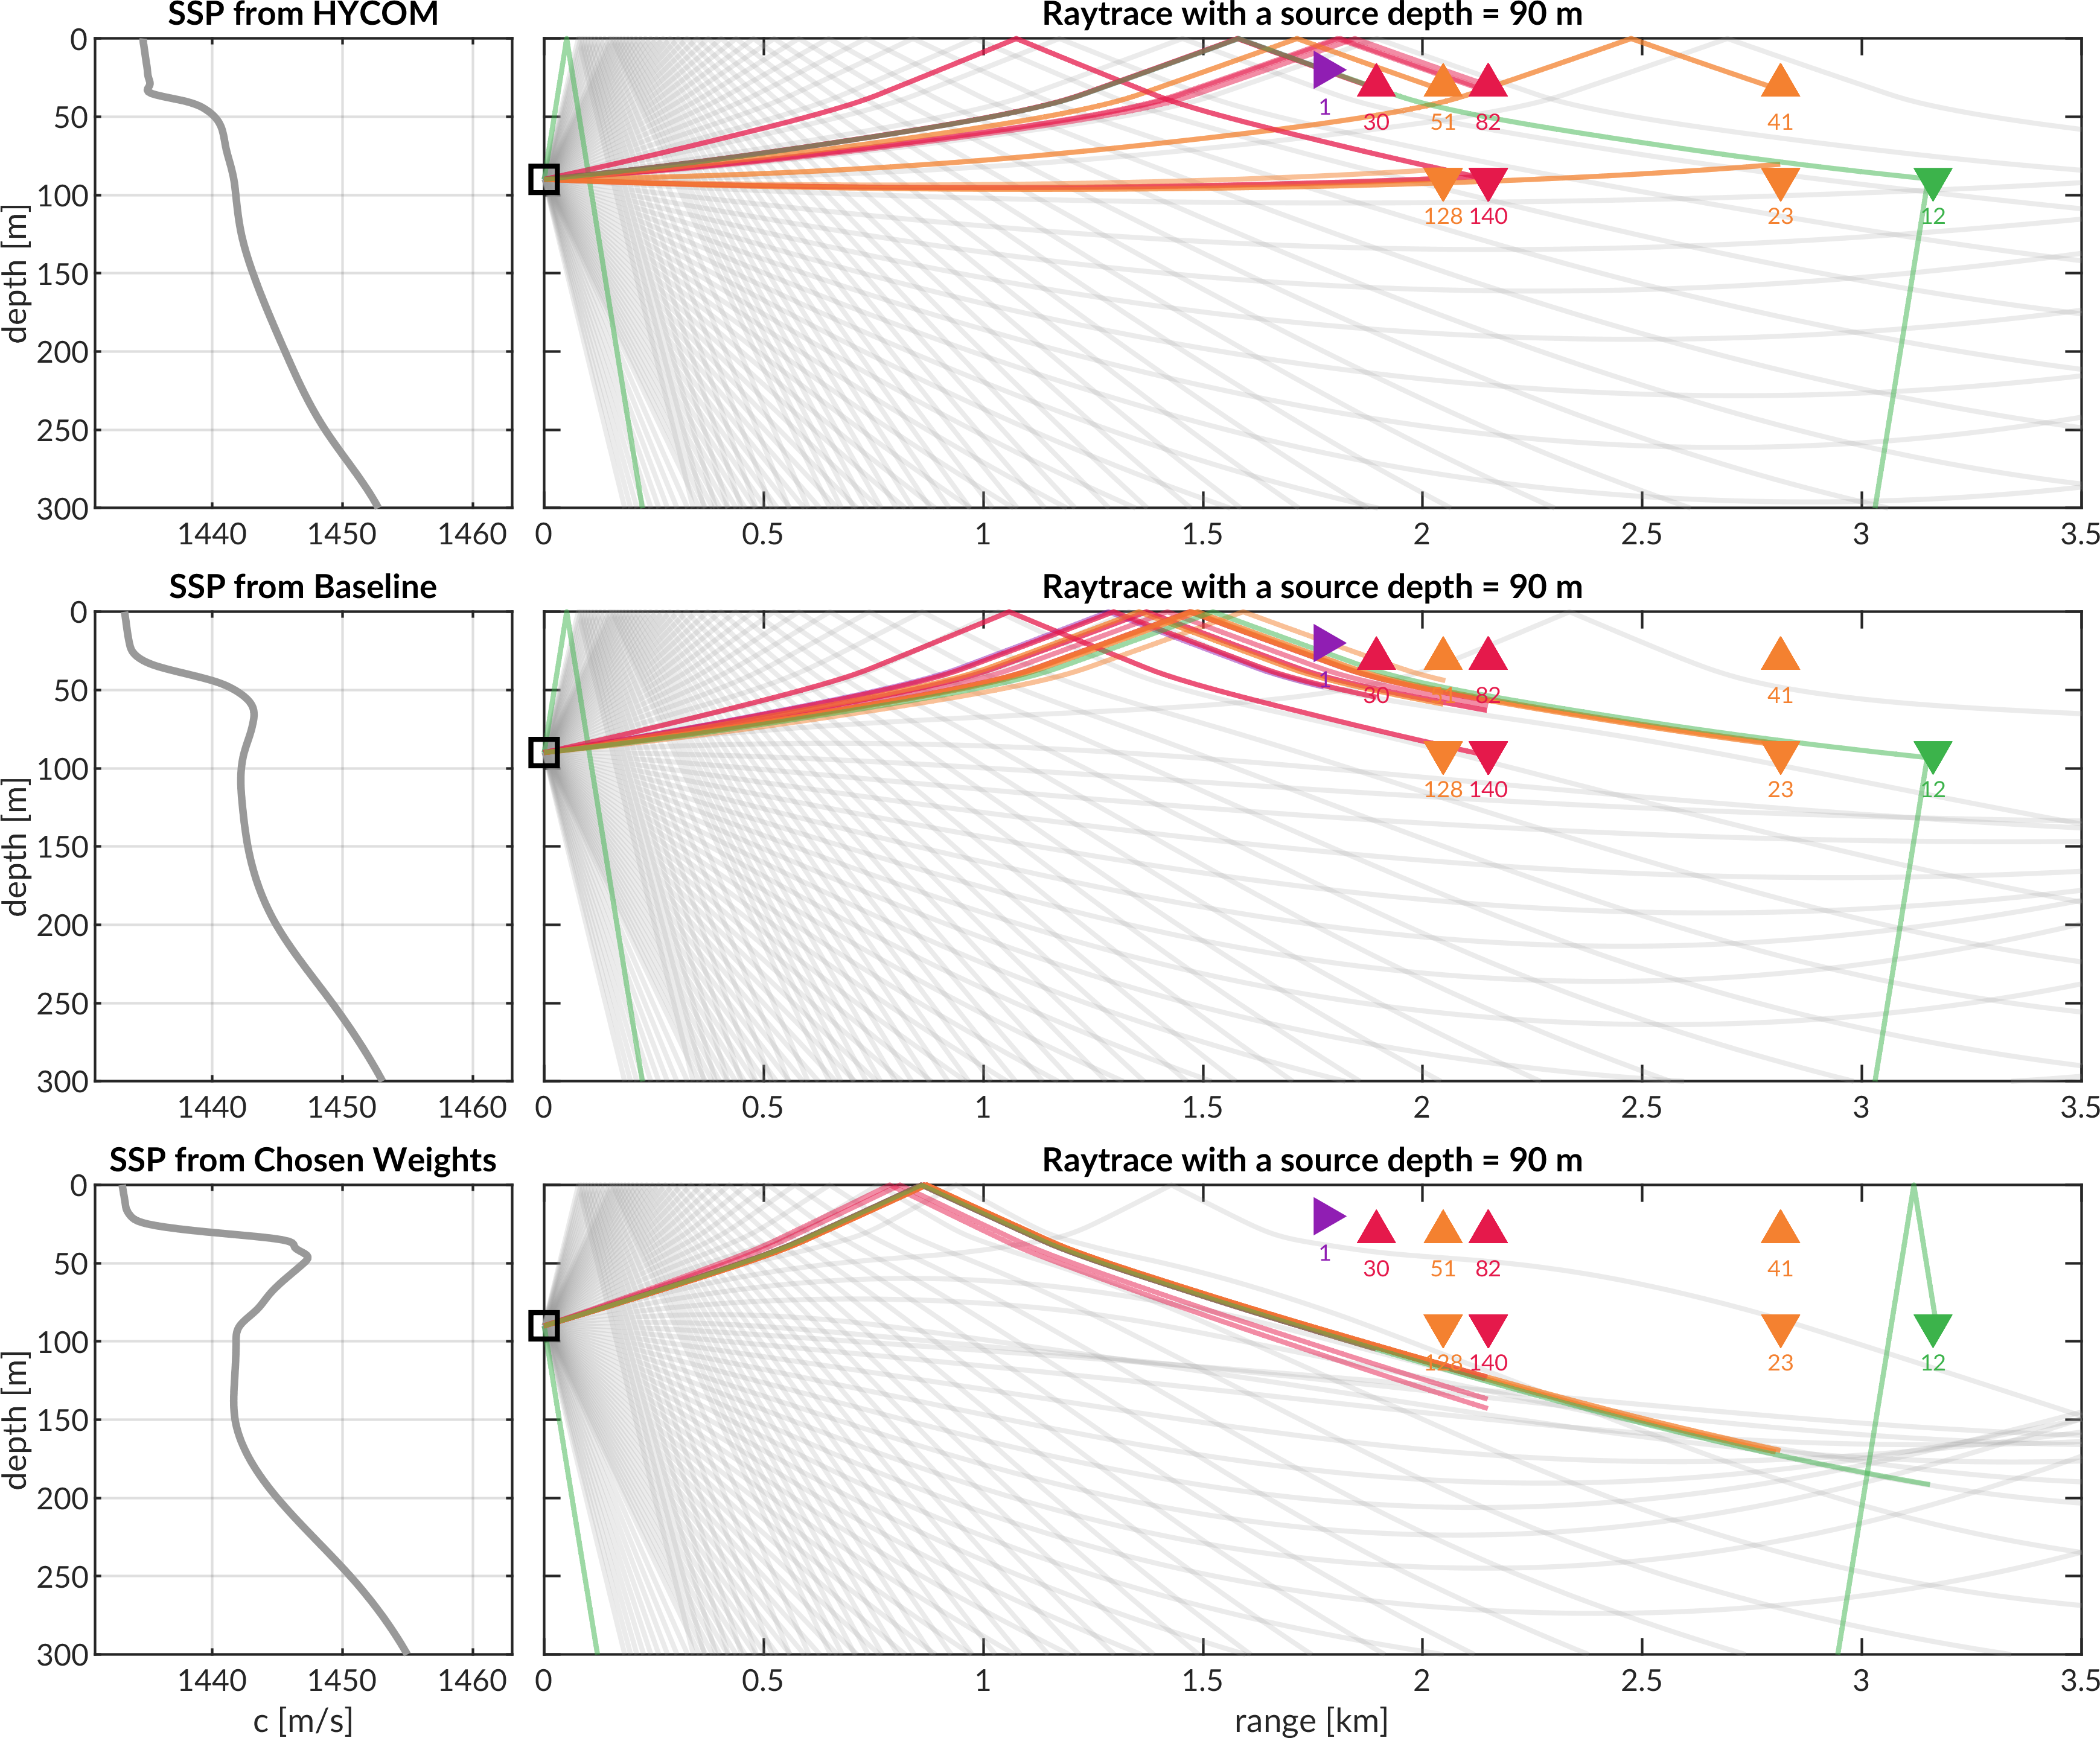 SSP from HYCOM
Raytrace with a source depth = 90 m
0
50
100
150
200
250
300
depth [m]
1440 1450 1460
1
30 51 82 41
128 140 23 12
0 0.5 1 1.5 2 2.5 3 3.5
SSP from Baseline
Raytrace with a source depth = 90 m
0
50
100
150
200
250
300
depth [m]
1440 1450 1460
1
30 51 82 41
128 140 23 12
0 0.5 1 1.5 2 2.5 3 3.5
SSP from Chosen Weights
Raytrace with a source depth = 90 m
0
50
100
150
200
250
300
depth [m]
1440 1450 1460
c [m/s]
1
30 51 82 41
128 140 23 12
0 0.5 1 1.5 2 2.5 3 3.5
range [km]